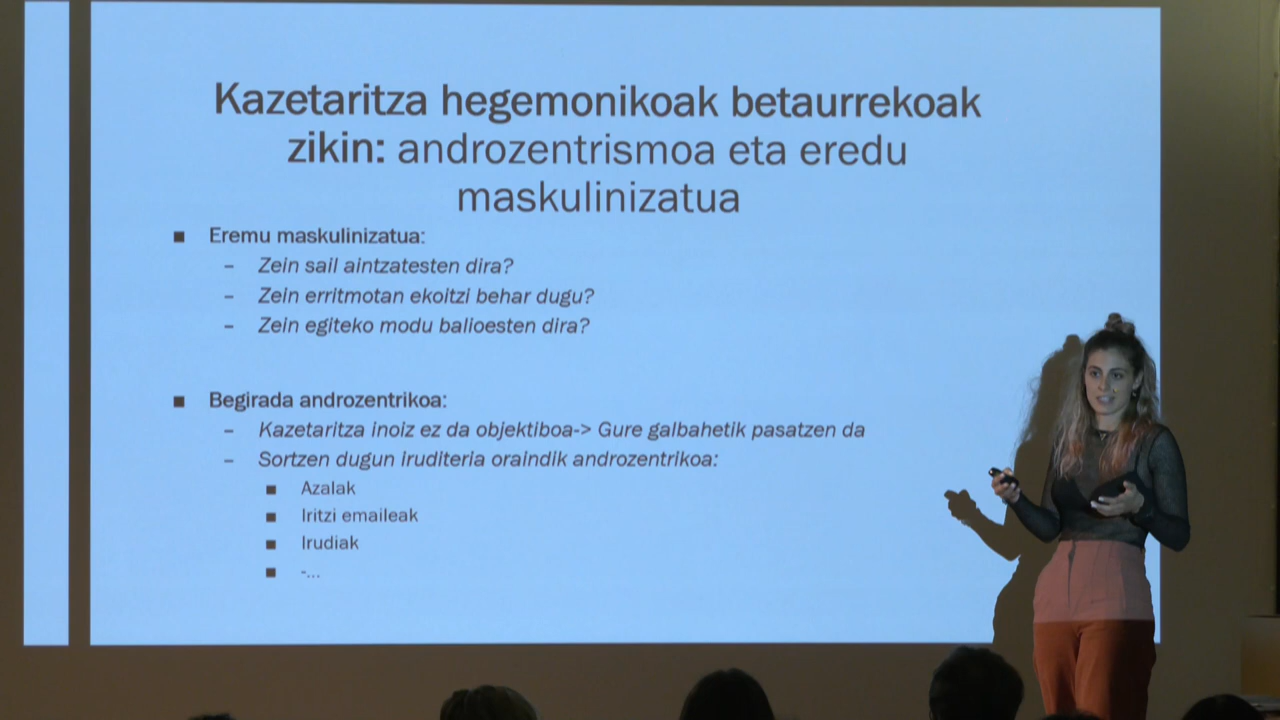 Kazetaritza hegemonikoak betaurrekoak
zikin: androzentrismoa eta eredu
maskulinizatua
■ Eremu maskulinizatua:
– Zein sail aintzatesten dira?
– Zein erritmotan ekoitzi behar dugu?
– Zein egiteko modu balioesten dira?
■ Begirada androzentrikoa:
– Kazetaritza inoiz ez da objektiboa-> Gure galbahetik pasatzen da
– Sortzen dugun iruditeria oraindik androzentrikoa:
■ Azalak
■ Iritzi emaileak
■ Irudiak
■ -...